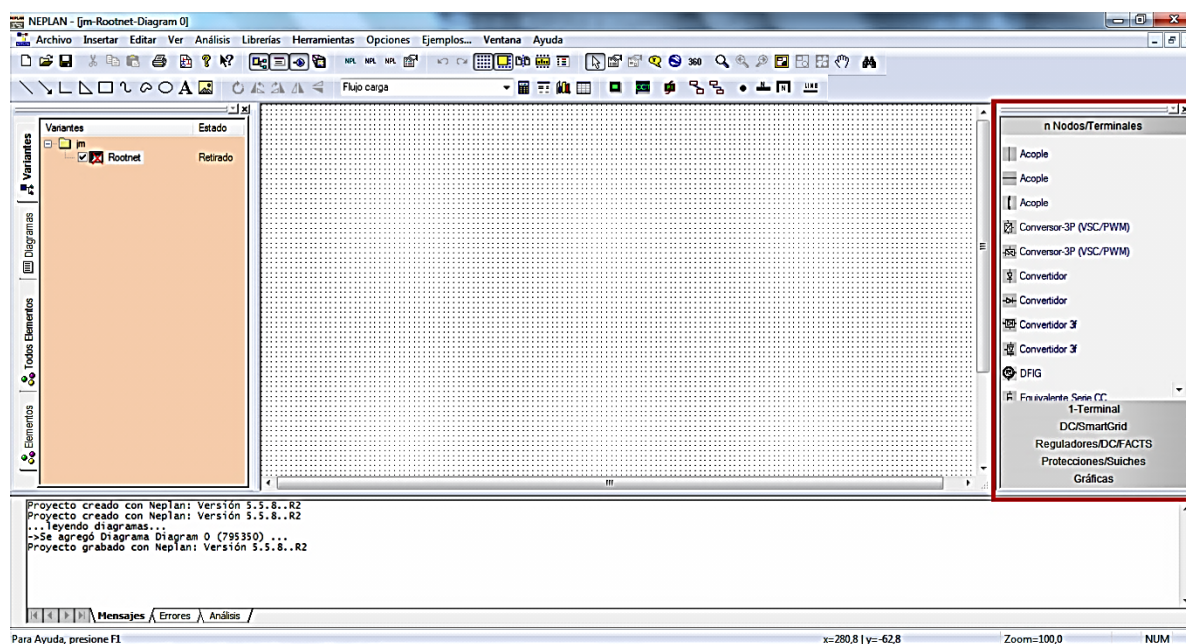 NEPLAN - [jm-Rootnet-Diagram 0]
Archivo Insertar Editar Ver Análisis Librerías Herramientas Opciones Ejemplos... Ventana Ayuda
NPL NPL NPL 360
A Flujo carga N LINE
Variantes Estado
jm
Rootnet Retirado
Variantes
Diagramas
Todos Elementos
Elementos
n Nodos/Terminales
Acople
Acople
Acople
Conversor-3P (VSC/PWM)
Conversor-3P (VSC/PWM)
Convertidor
Convertidor
Convertidor 3f
Convertidor 3f
DFIG
Equivalente Serie CC
1-Terminal
DC/SmartGrid
Reguladores/DC/FACTS
Protecciones/Suiches
Gráficas
Proyecto creado con Neplan: Versión 5.5.8..R2
Proyecto creado con Neplan: Versión 5.5.8..R2
...leyendo diagramas...
->Se agregó Diagrama Diagram 0 (795350) ...
Proyecto grabado con Neplan: Versión 5.5.8..R2
Mensajes Errores Análisis
Para Ayuda, presione F1 x=280,8 | y=-62,8 Zoom=100,0 NUM